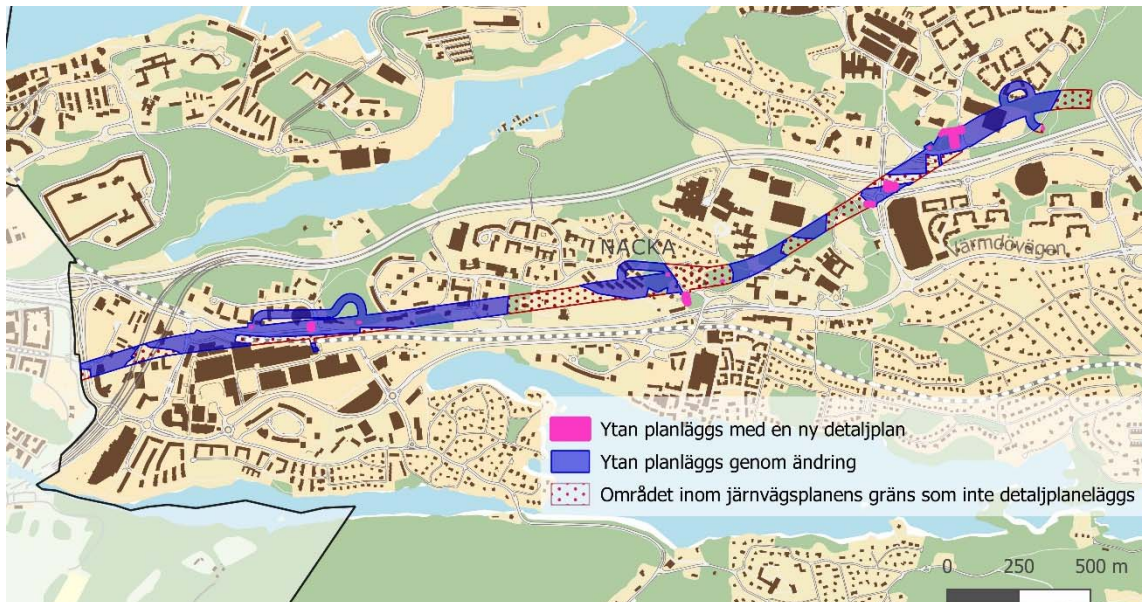 NACKA
Värmdövägen
Ytan planläggs med en ny detaljplan
Ytan planläggs genom ändring
Området inom järnvägsplanens gräns som inte detaljplaneläggs
0 250 500 m